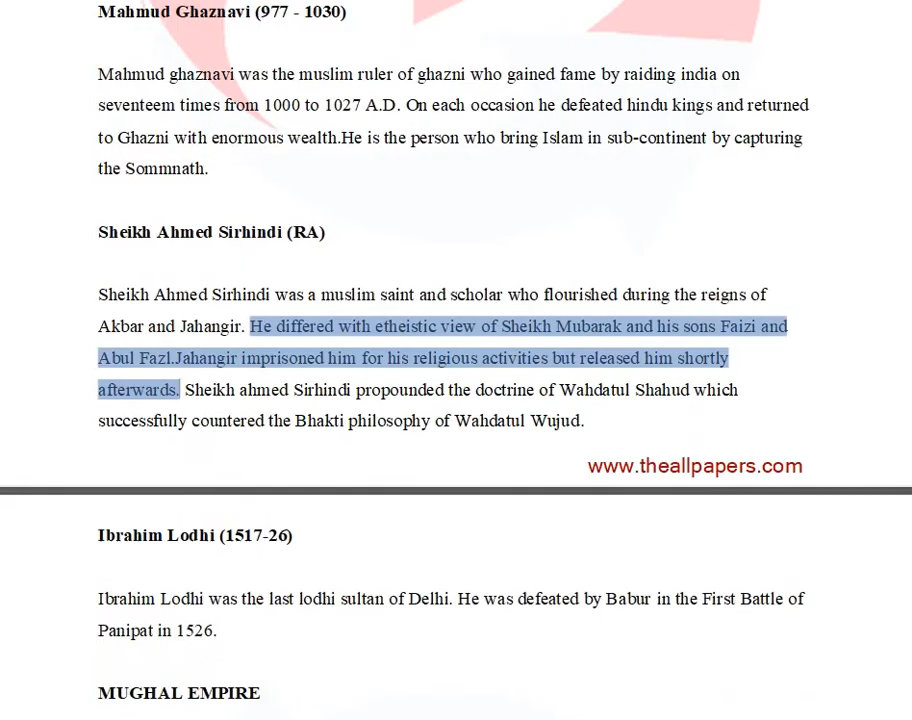 Mahmud Ghaznavi (977 - 1030)
Mahmud ghaznavi was the muslim ruler of ghazni who gained fame by raiding india on
seventeem times from 1000 to 1027 A.D. On each occasion he defeated hindu kings and returned
to Ghazni with enormous wealth.He is the person who bring Islam in sub-continent by capturing
the Sommnath.
Sheikh Ahmed Sirhindi (RA)
Sheikh Ahmed Sirhindi was a muslim saint and scholar who flourished during the reigns of
Akbar and Jahangir. He differed with etheistic view of Sheikh Mubarak and his sons Faizi and
Abul Fazl.Jahangir imprisoned him for his religious activities but released him shortly
afterwards. Sheikh ahmed Sirhindi propounded the doctrine of Wahdatul Shahud which
successfully countered the Bhakti philosophy of Wahdatul Wujud.
www.theallpapers.com
Ibrahim Lodhi (1517-26)
Ibrahim Lodhi was the last lodhi sultan of Delhi. He was defeated by Babur in the First Battle of
Panipat in 1526.
MUGHAL EMPIRE